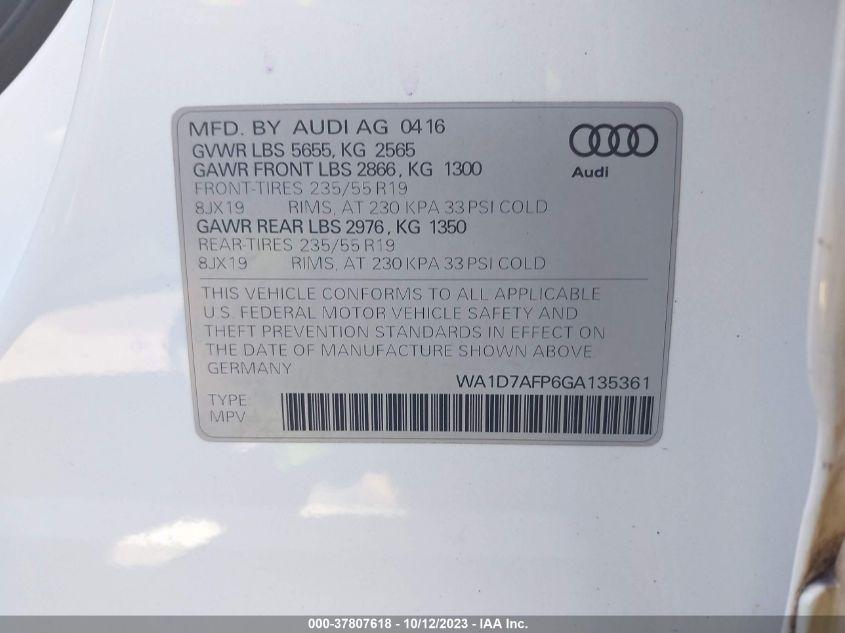 MFD. BY AUDI AG 0416
GVWR LBS 5655, KG 2565
GAWR FRONT LBS 2866, KG 1300
FRONT-TIRES 235/55 R19
8JX19 RIMS, AT 230 KPA 33 PSI COLD
GAWR REAR LBS 2976, KG 1350
REAR-TIRES 235/55 R19
8JX19 RIMS, AT 230 KPA 33 PSI COLD
Audi
THIS VEHICLE CONFORMS TO ALL APPLICABLE
U.S. FEDERAL MOTOR VEHICLE SAFETY AND
THEFT PREVENTION STANDARDS IN EFFECT ON
THE DATE OF MANUFACTURE SHOWN ABOVE.
GERMANY
WA1D7AFP6GA135361
TYPE
MPV
000-37807618 - 10/12/2023 - IAA Inc.